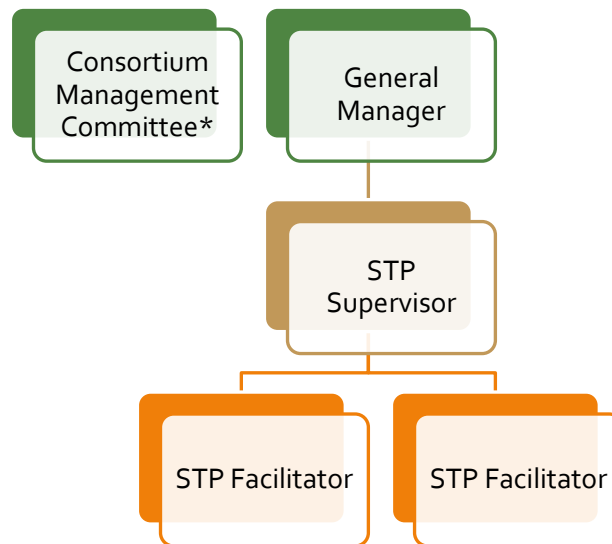 Consortium
Management
Committee*
General
Manager
STP
Supervisor
STP Facilitator
STP Facilitator